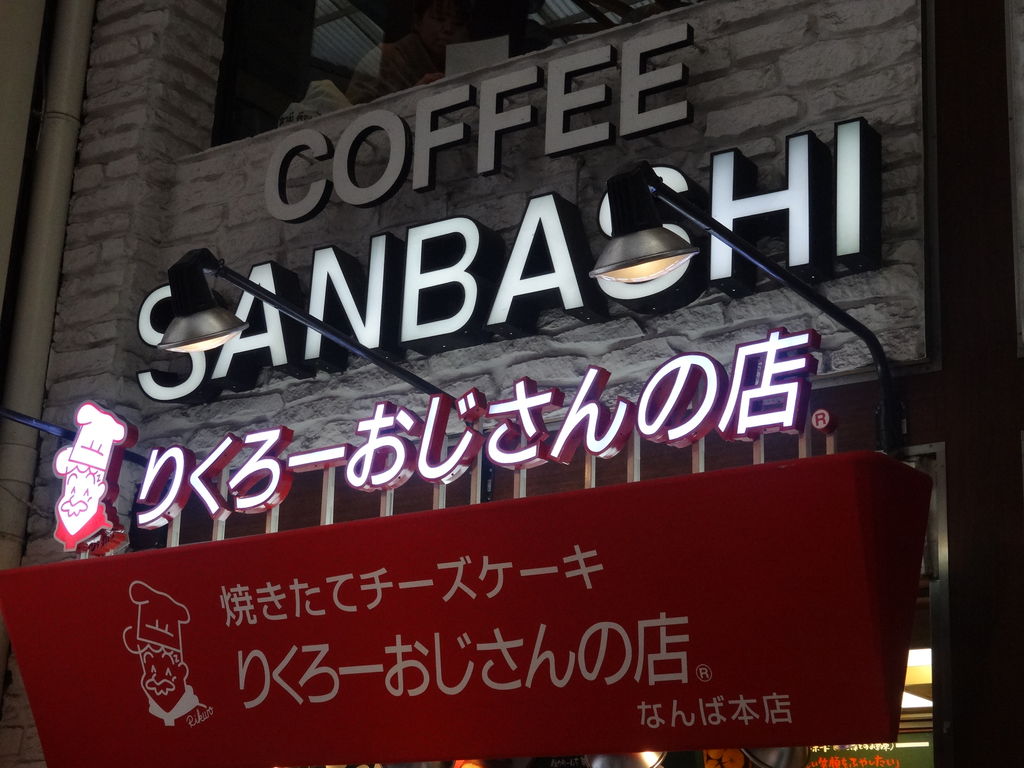 COFFEE
SANBASHI
りくろーおじさんの店®
焼きたてチーズケーキ
りくろーおじさんの店®
Rikuro
なんば本店